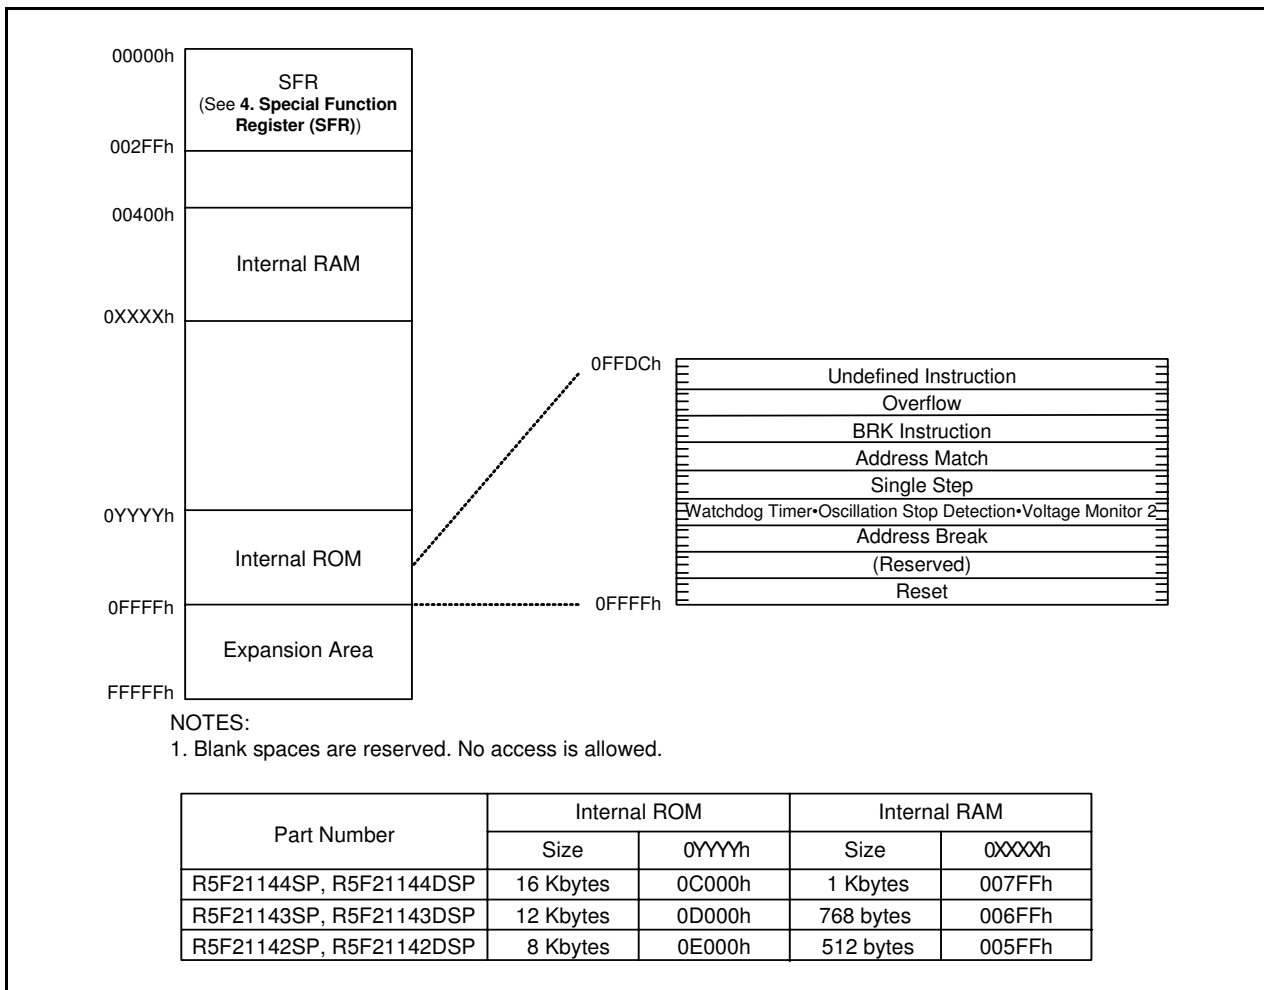 00000h
SFR
(See 4. Special Function
Register (SFR))
002FFh
00400h
Internal RAM
0XXXXh
0YYYYh
Internal ROM
0FFFFh
Expansion Area
FFFFFh
0FFDCh
Undefined Instruction
Overflow
BRK Instruction
Address Match
Single Step
Watchdog Timer•Oscillation Stop Detection•Voltage Monitor 2
Address Break
(Reserved)
Reset
0FFFFh
NOTES:
1. Blank spaces are reserved. No access is allowed.
Part Number Internal ROM Internal RAM
Size 0YYYYh Size 0XXXXh
R5F21144SP, R5F21144DSP 16 Kbytes 0C000h 1 Kbytes 007FFh
R5F21143SP, R5F21143DSP 12 Kbytes 0D000h 768 bytes 006FFh
R5F21142SP, R5F21142DSP 8 Kbytes 0E000h 512 bytes 005FFh